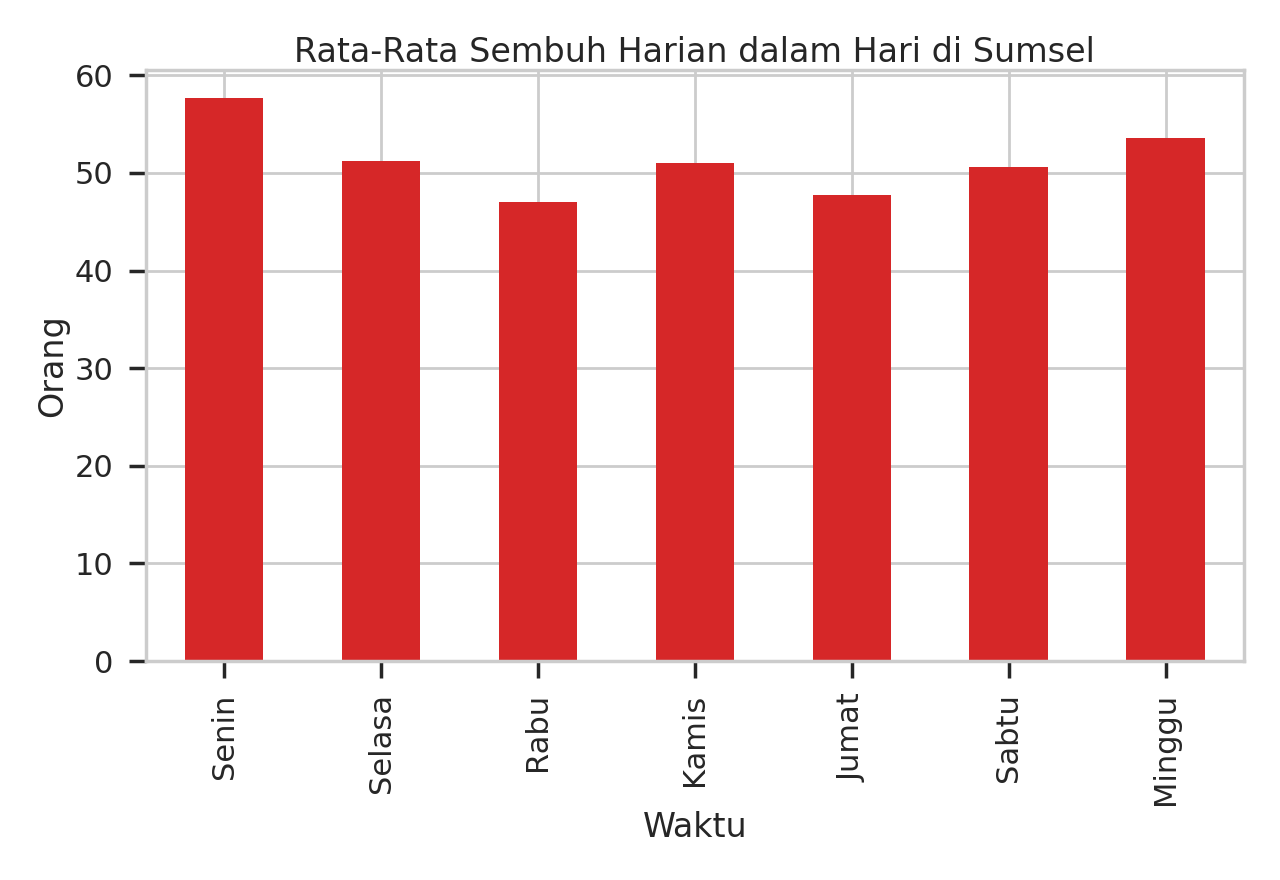 Rata-Rata Sembuh Harian dalam Hari di Sumsel
60
50
40
30
20
10
0
Orang
Senin
Selasa
Rabu
Kamis
Jumat
Sabtu
Minggu
Waktu